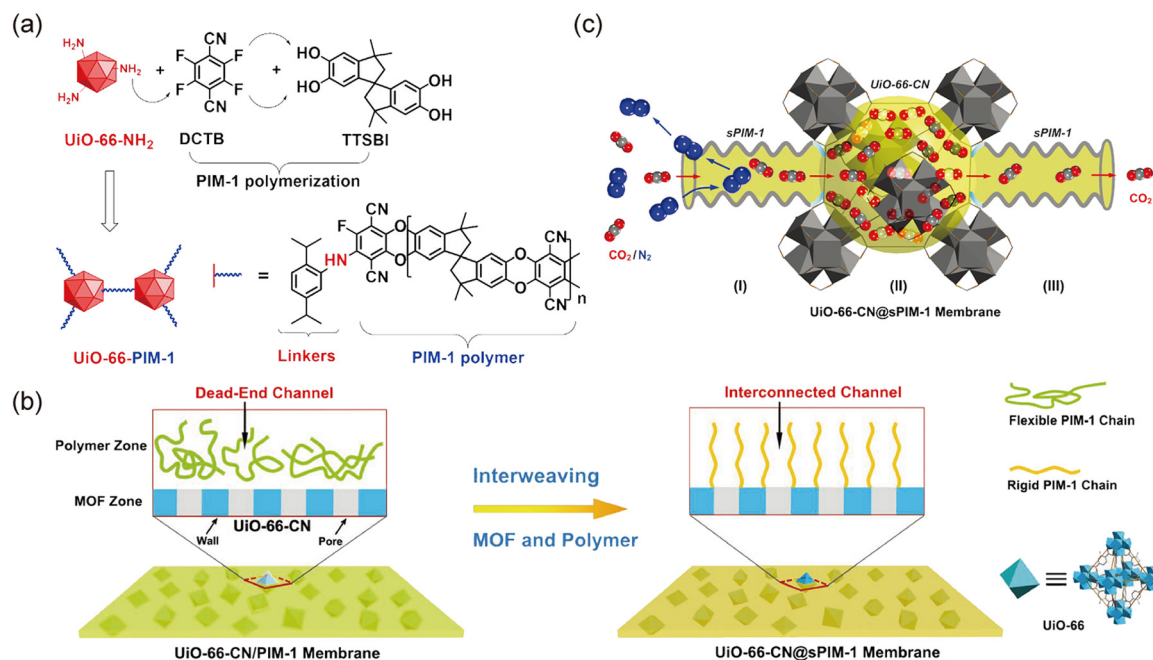 (a)
H2N
NH2
H2N
+
CN
F
F
F
F
CN
+
HO
HO
OH
OH
UiO-66-NH2
DCTB
TTSBI
PIM-1 polymerization
=
F
CN
HN
CN
O
O
O
O
CN
CN
n
UiO-66-PIM-1
Linkers
PIM-1 polymer
(c)
UiO-66-CN
sPIM-1
sPIM-1
CO2/N2
CO2
(I)
(II)
(III)
UiO-66-CN@sPIM-1 Membrane
(b)
Dead-End Channel
Polymer Zone
MOF Zone
UiO-66-CN
Wall
Pore
UiO-66-CN/PIM-1 Membrane
Interweaving
MOF and Polymer
Interconnected Channel
UiO-66-CN@sPIM-1 Membrane
Flexible PIM-1 Chain
Rigid PIM-1 Chain
UiO-66